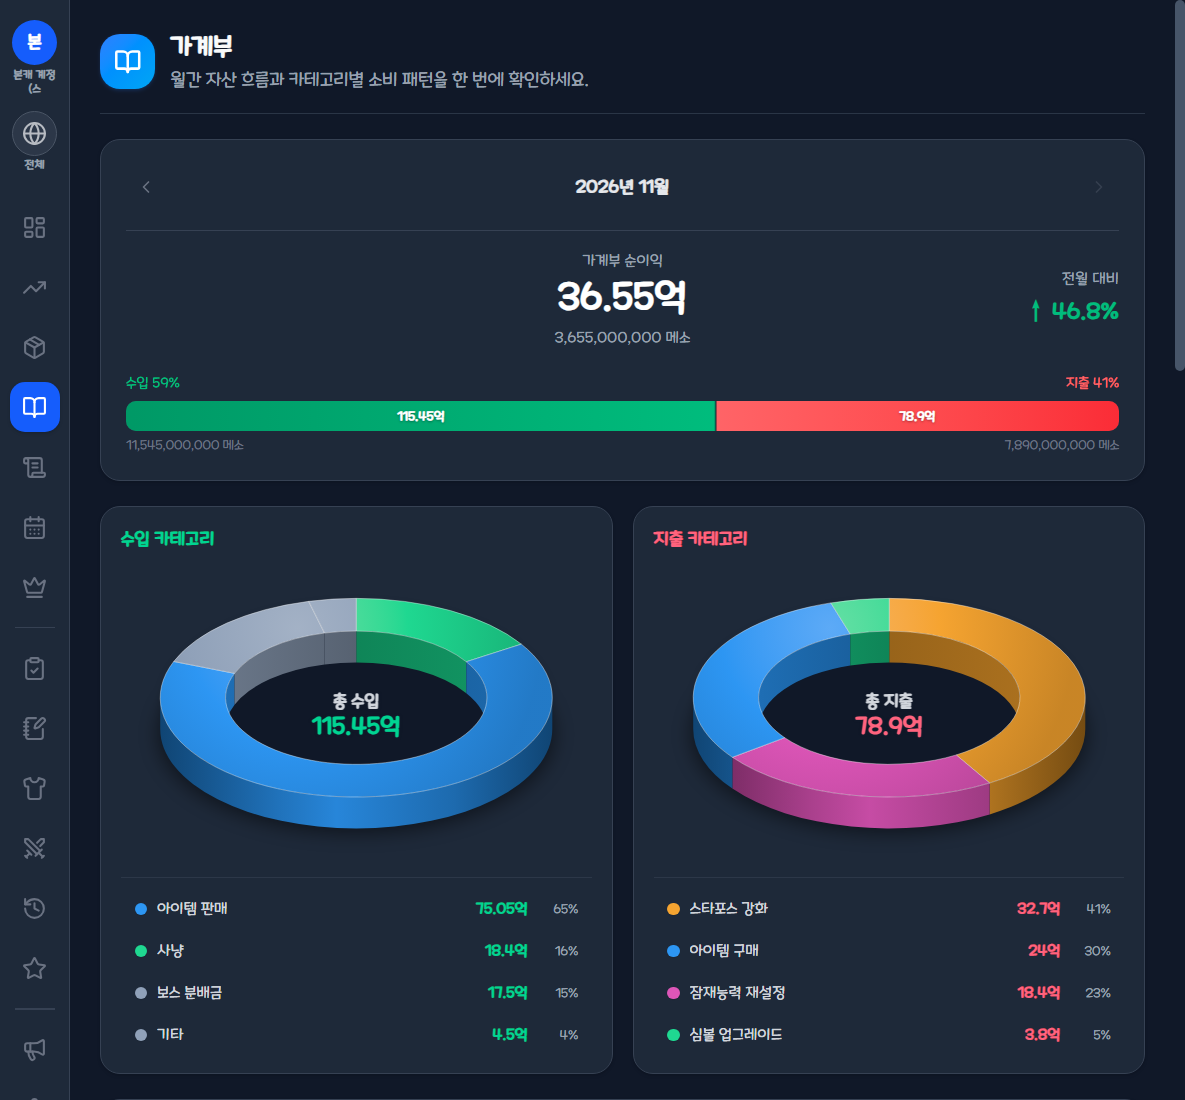 본
본캐 계정
(스
전체
가계부
월간 자산 흐름과 카테고리별 소비 패턴을 한 번에 확인하세요.
2026년 11월
가계부 순이익
36.55억
3,655,000,000 메소
전월 대비
↑ 46.8%
수입 59%
지출 41%
115.45억
78.9억
11,545,000,000 메소
7,890,000,000 메소
수입 카테고리
총 수입
115.45억
아이템 판매 75.05억 65%
사냥 18.4억 16%
보스 분배금 17.5억 15%
기타 4.5억 4%
지출 카테고리
총 지출
78.9억
스타포스 강화 32.7억 41%
아이템 구매 24억 30%
잠재능력 재설정 18.4억 23%
심볼 업그레이드 3.8억 5%